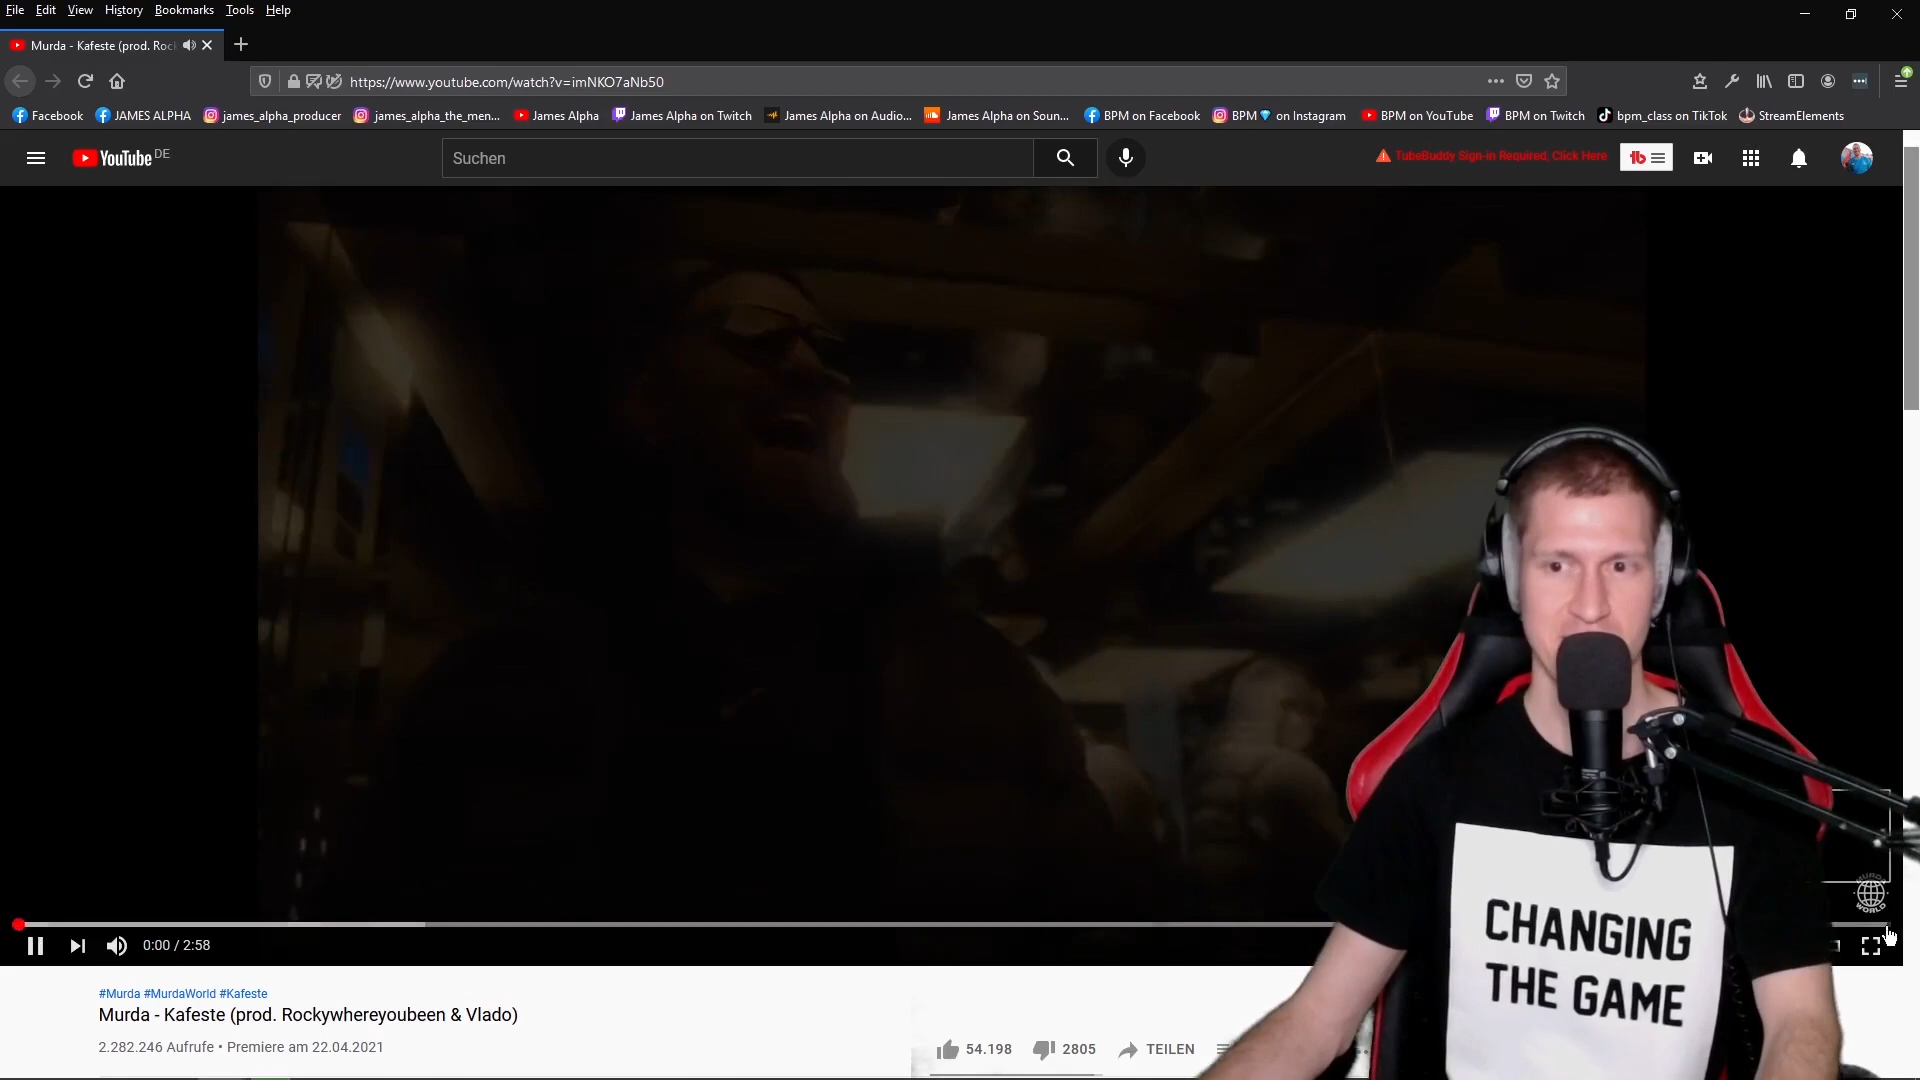 File Edit View History Bookmarks Tools Help
Murda - Kafeste (prod. Roc
https://www.youtube.com/watch?v=imNKO7aNb50
Facebook JAMES ALPHA james_alpha_producer james_alpha_the_men... James Alpha James Alpha on Twitch James Alpha on Audio... James Alpha on Soun... BPM on Facebook BPM💎 on Instagram BPM on YouTube BPM on Twitch bpm_class on TikTok StreamElements
YouTube DE
Suchen
TubeBuddy Sign-in Required, Click Here
tb
MURDA
WORLD
0:00 / 2:58
CHANGING
THE GAME
#Murda #MurdaWorld #Kafeste
Murda - Kafeste (prod. Rockywhereyoubeen & Vlado)
2.282.246 Aufrufe • Premiere am 22.04.2021
54.198 2805 TEILEN